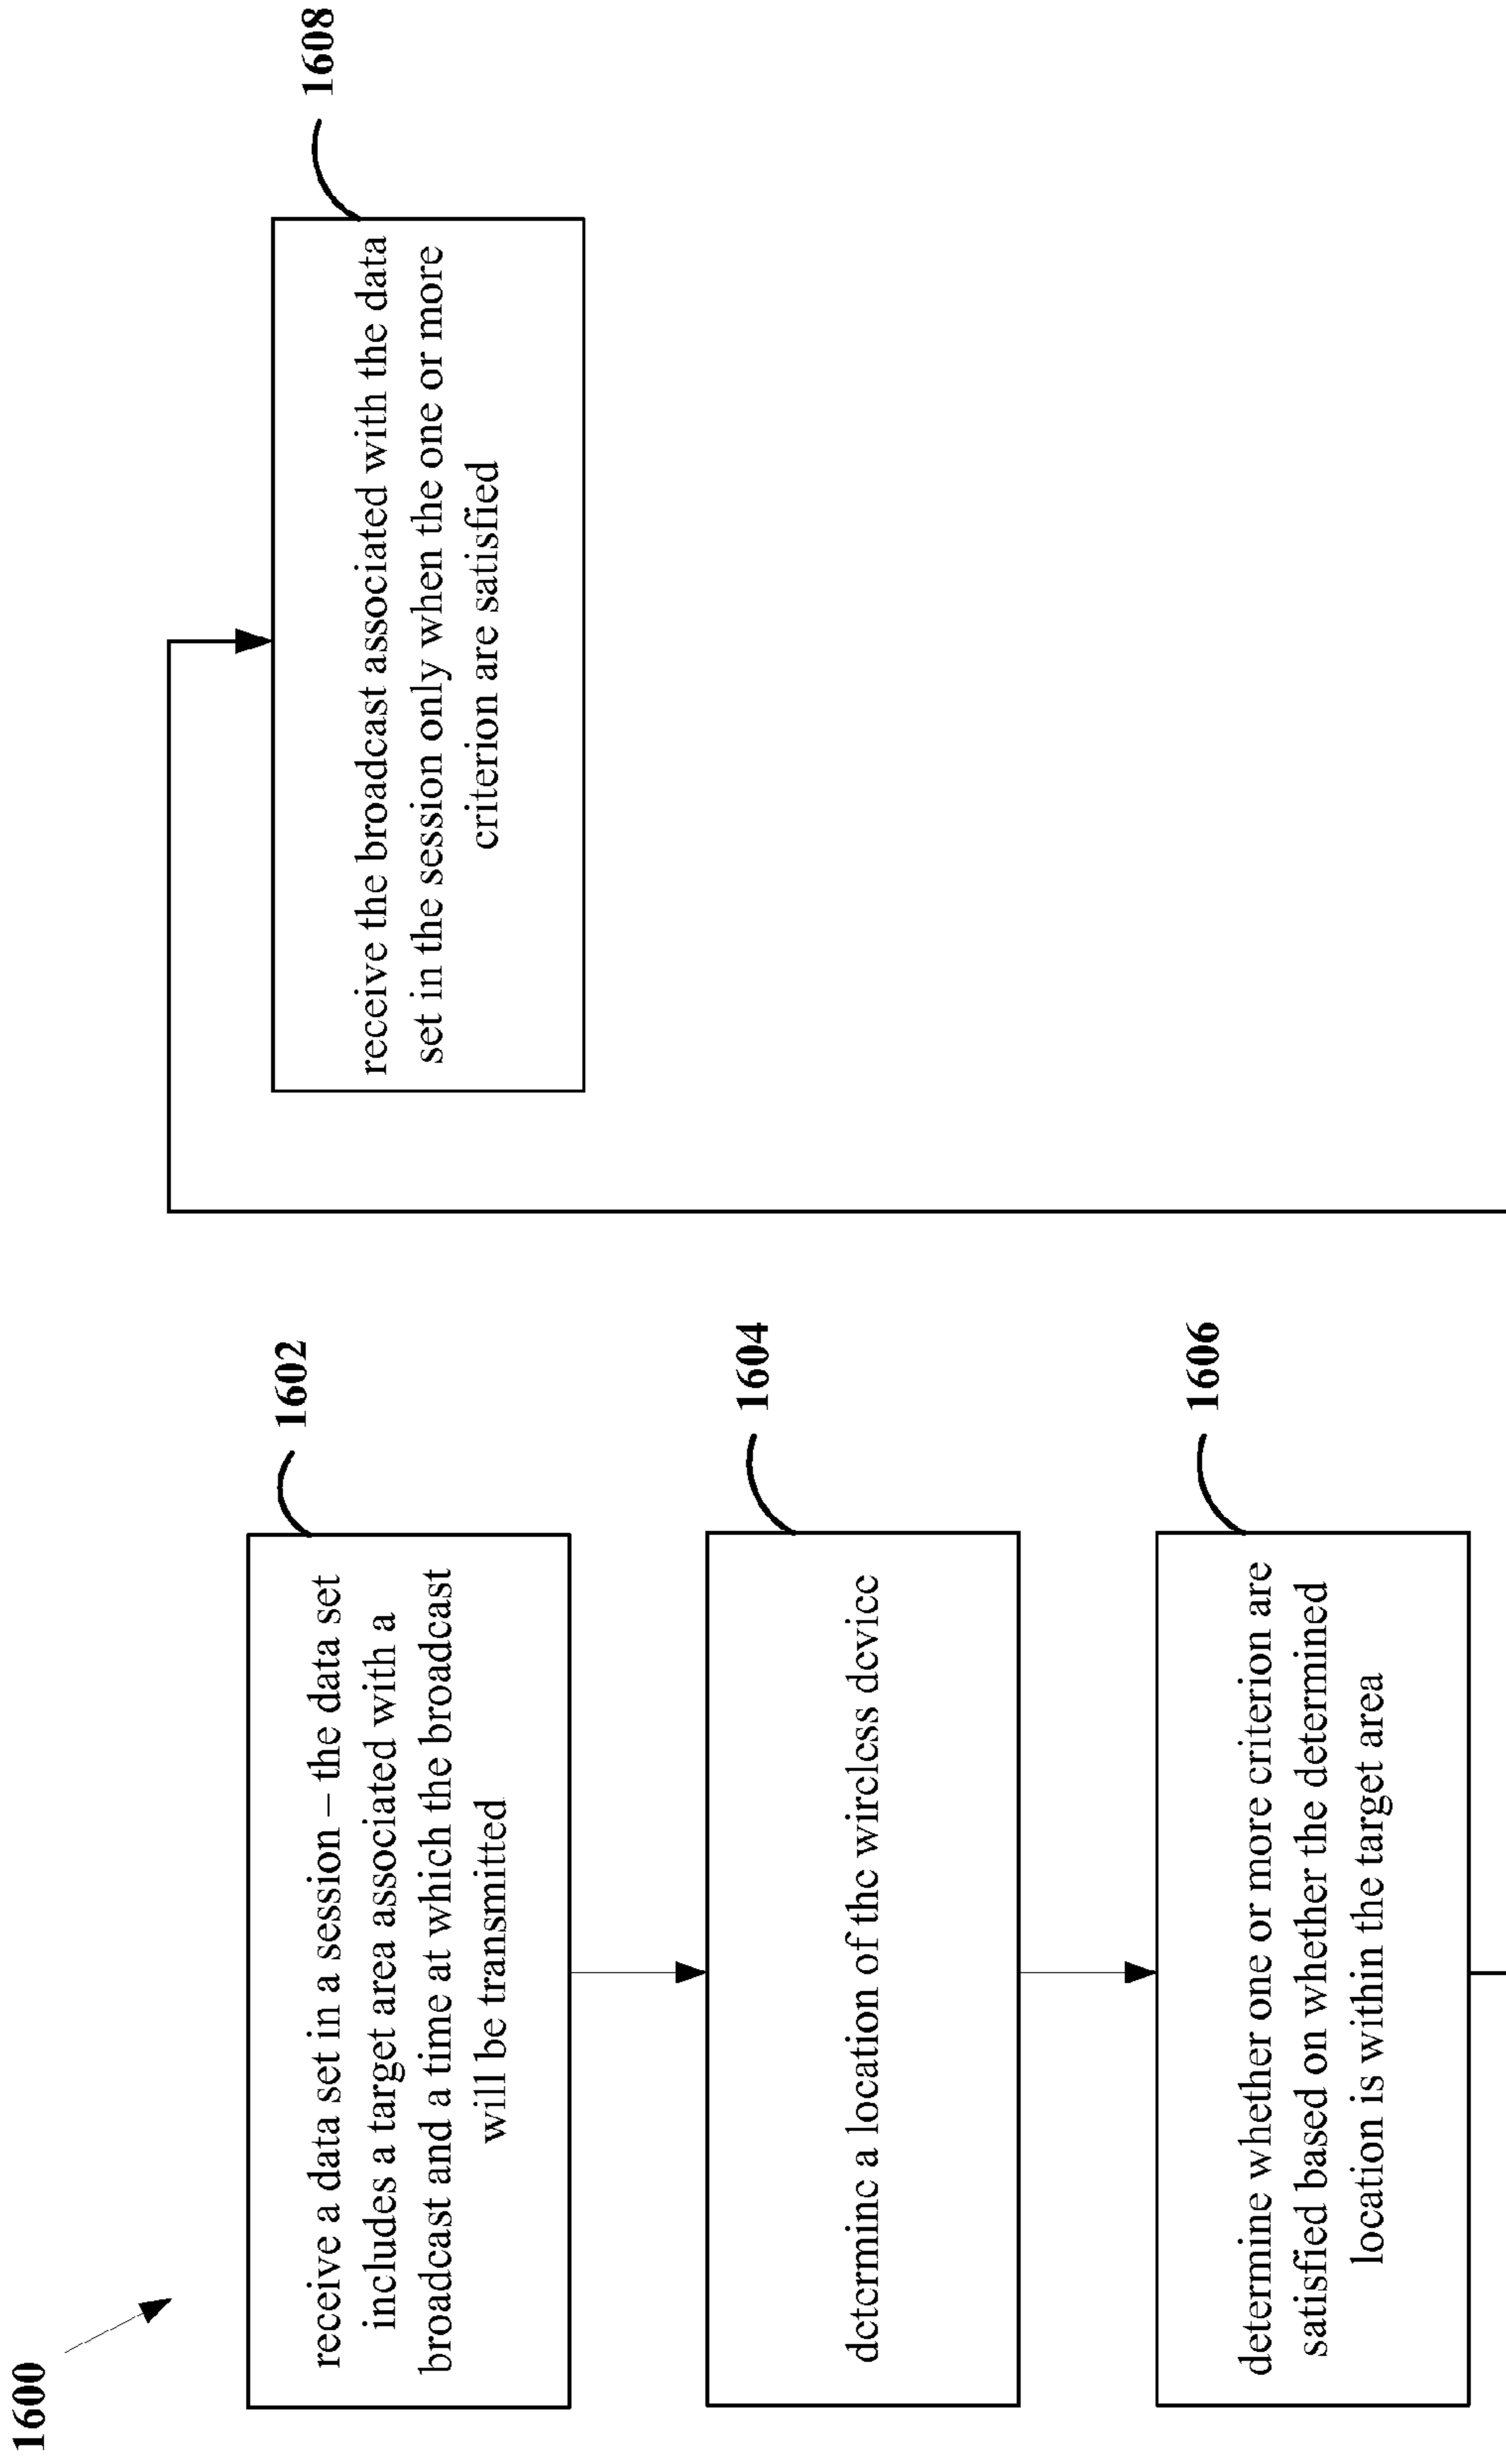 1600
1602
receive a data set in a session – the data set
includes a target area associated with a
broadcast and a time at which the broadcast
will be transmitted
1604
determine a location of the wireless device
1606
determine whether one or more criterion are
satisfied based on whether the determined
location is within the target area
1608
receive the broadcast associated with the data
set in the session only when the one or more
criterion are satisfied